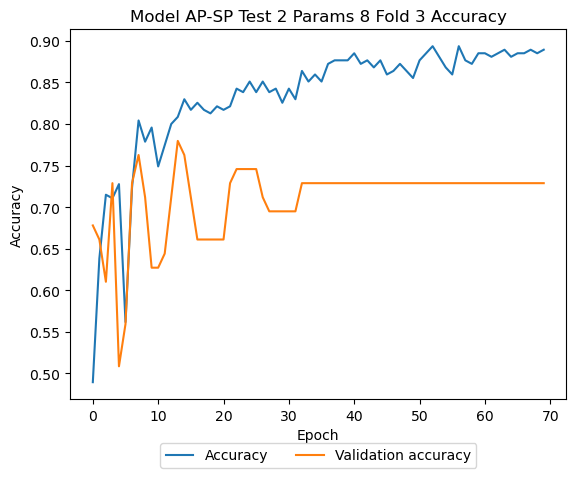 Model AP-SP Test 2 Params 8 Fold 3 Accuracy
0.90
0.85
0.80
0.75
0.70
0.65
0.60
0.55
0.50
Accuracy
0 10 20 30 40 50 60 70
Epoch
Accuracy Validation accuracy